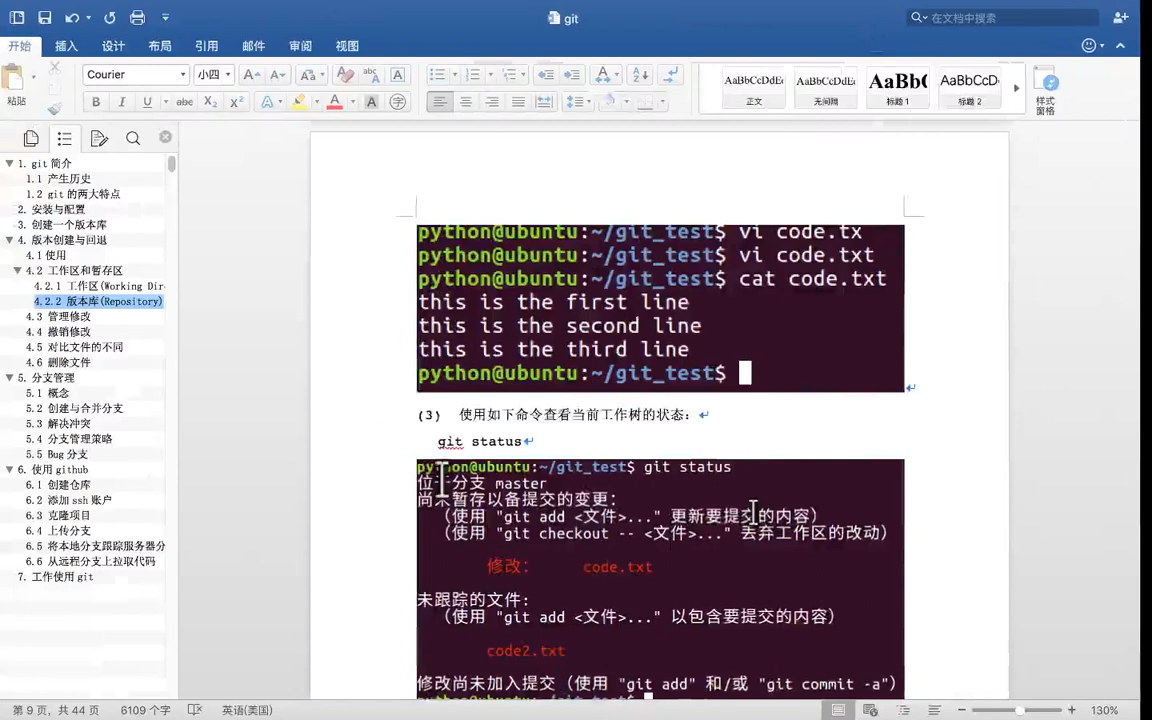 git
在文档中搜索
开始 插入 设计 布局 引用 邮件 审阅 视图
粘贴
Courier 小四
AaBbCcDdEe AaBbCcDdEe AaBb( AaBbCcD·
正文 无间隔 标题 1 标题 2
样式
窗格
1. git 简介
1.1 产生历史
1.2 git 的两大特点
2. 安装与配置
3. 创建一个版本库
4. 版本创建与回退
4.1 使用
4.2 工作区和暂存区
4.2.1 工作区(Working Dir
4.2.2 版本库(Repository)
4.3 管理修改
4.4 撤销修改
4.5 对比文件的不同
4.6 删除文件
5. 分支管理
5.1 概念
5.2 创建与合并分支
5.3 解决冲突
5.4 分支管理策略
5.5 Bug 分支
6. 使用 github
6.1 创建仓库
6.2 添加 ssh 账户
6.3 克隆项目
6.4 上传分支
6.5 将本地分支跟踪服务器分
6.6 从远程分支上拉取代码
7. 工作使用 git
python@ubuntu:~/git_test$ vi code.tx
python@ubuntu:~/git_test$ vi code.txt
python@ubuntu:~/git_test$ cat code.txt
this is the first line
this is the second line
this is the third line
python@ubuntu:~/git_test$
(3) 使用如下命令查看当前工作树的状态：
git status
python@ubuntu:~/git_test$ git status
位于分支 master
尚未暂存以备提交的变更：
（使用 "git add <文件>..." 更新要提交的内容）
（使用 "git checkout -- <文件>..." 丢弃工作区的改动）
修改： code.txt
未跟踪的文件:
（使用 "git add <文件>..." 以包含要提交的内容）
code2.txt
修改尚未加入提交（使用 "git add" 和/或 "git commit -a"）
第 9 页，共 44 页 6109 个字 英语(美国) 130%